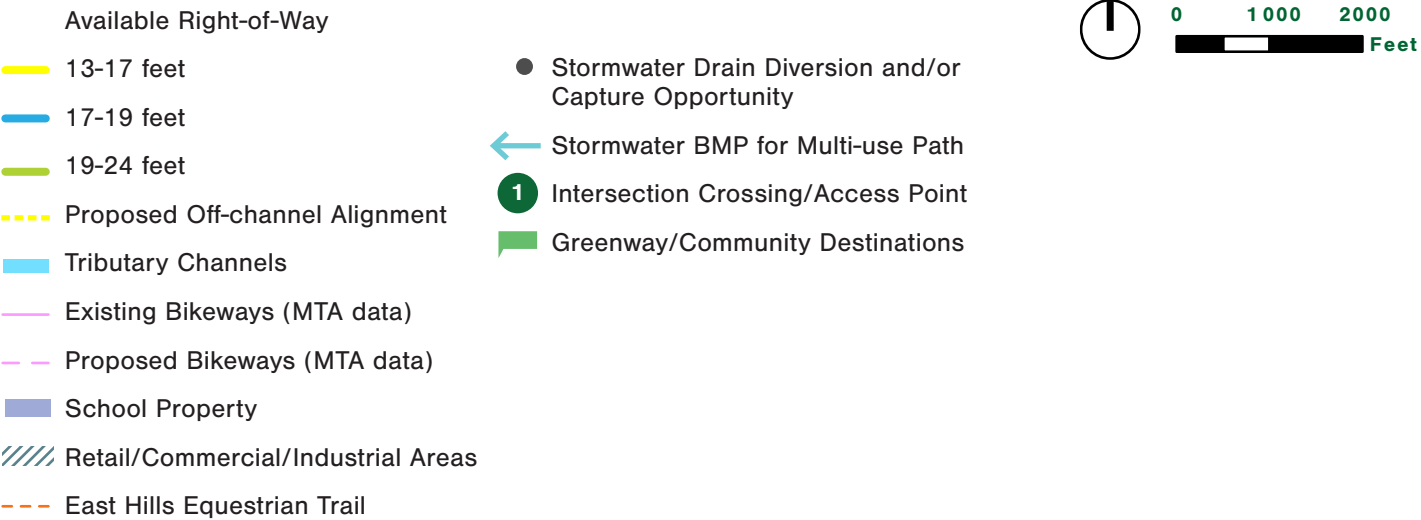 Available Right-of-Way
13-17 feet
17-19 feet
19-24 feet
Proposed Off-channel Alignment
Tributary Channels
Existing Bikeways (MTA data)
Proposed Bikeways (MTA data)
School Property
Retail/Commercial/Industrial Areas
East Hills Equestrian Trail
Stormwater Drain Diversion and/or
Capture Opportunity
Stormwater BMP for Multi-use Path
1 Intersection Crossing/Access Point
Greenway/Community Destinations
0 1000 2000
Feet